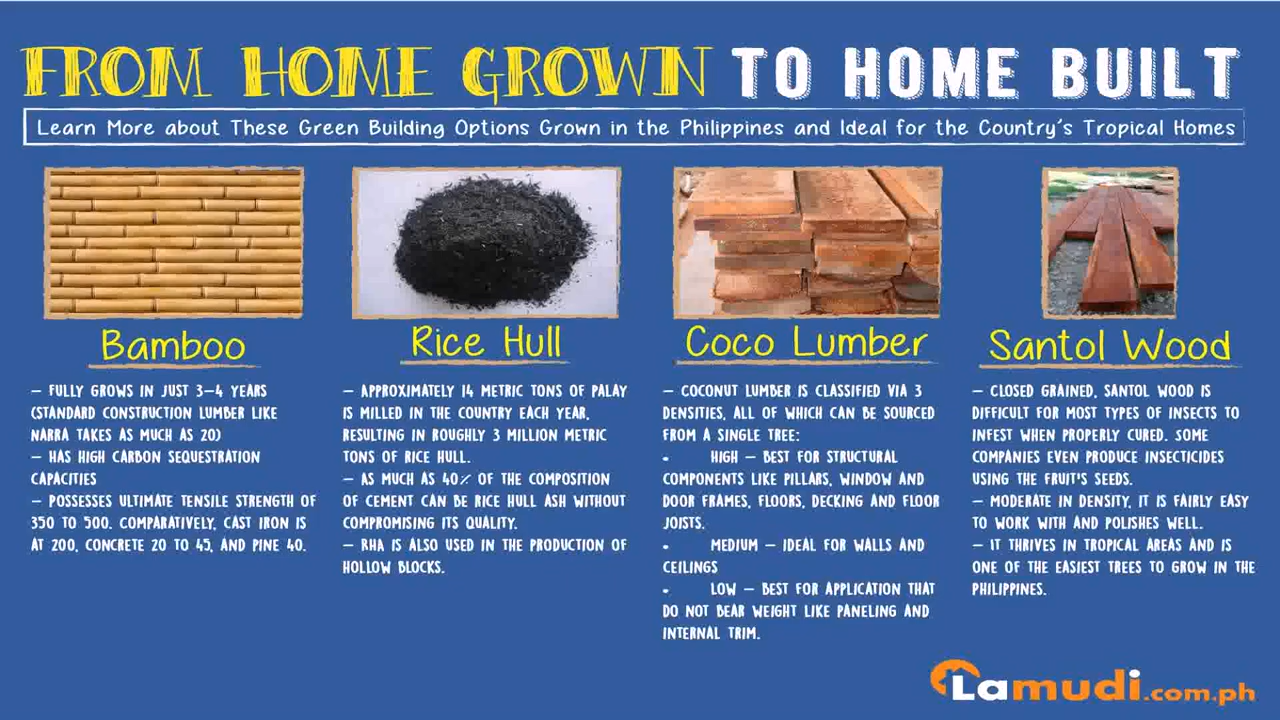 FROM HOME GROWN TO HOME BUILT
Learn More about These Green Building Options Grown in the Philippines and Ideal for the Country's Tropical Homes
Bamboo
– FULLY GROWS IN JUST 3–4 YEARS
(STANDARD CONSTRUCTION LUMBER LIKE
NARRA TAKES AS MUCH AS 20)
– HAS HIGH CARBON SEQUESTRATION
CAPACITIES
– POSSESSES ULTIMATE TENSILE STRENGTH OF
350 TO 500. COMPARATIVELY, CAST IRON IS
AT 200, CONCRETE 20 TO 45, AND PINE 40.
Rice Hull
– APPROXIMATELY 14 METRIC TONS OF PALAY
IS MILLED IN THE COUNTRY EACH YEAR,
RESULTING IN ROUGHLY 3 MILLION METRIC
TONS OF RICE HULL.
– AS MUCH AS 40% OF THE COMPOSITION
OF CEMENT CAN BE RICE HULL ASH WITHOUT
COMPROMISING ITS QUALITY.
– RHA IS ALSO USED IN THE PRODUCTION OF
HOLLOW BLOCKS.
Coco Lumber
– COCONUT LUMBER IS CLASSIFIED VIA 3
DENSITIES, ALL OF WHICH CAN BE SOURCED
FROM A SINGLE TREE:
• HIGH – BEST FOR STRUCTURAL
COMPONENTS LIKE PILLARS, WINDOW AND
DOOR FRAMES, FLOORS, DECKING AND FLOOR
JOISTS.
• MEDIUM – IDEAL FOR WALLS AND
CEILINGS
• LOW – BEST FOR APPLICATION THAT
DO NOT BEAR WEIGHT LIKE PANELING AND
INTERNAL TRIM.
Santol Wood
– CLOSED GRAINED, SANTOL WOOD IS
DIFFICULT FOR MOST TYPES OF INSECTS TO
INFEST WHEN PROPERLY CURED. SOME
COMPANIES EVEN PRODUCE INSECTICIDES
USING THE FRUIT'S SEEDS.
– MODERATE IN DENSITY, IT IS FAIRLY EASY
TO WORK WITH AND POLISHES WELL.
– IT THRIVES IN TROPICAL AREAS AND IS
ONE OF THE EASIEST TREES TO GROW IN THE
PHILIPPINES.
Lamudi.com.ph